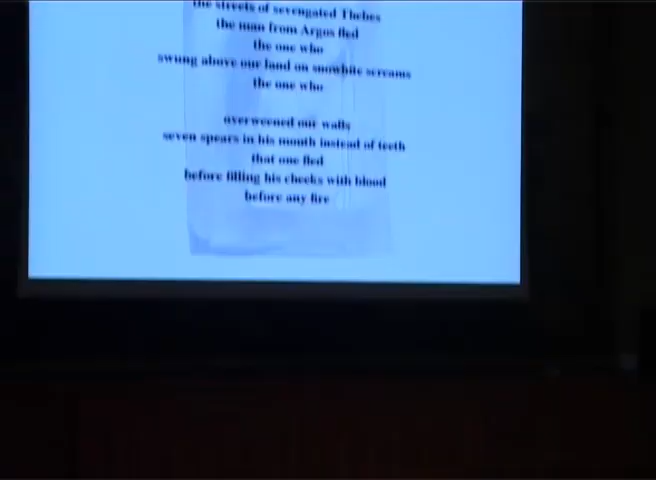 the streets of sevengated Thebes
the man from Argos fled
the one who
swung above our land on snowhite screams
the one who
overweened our walls
seven spears in his mouth instead of teeth
that one fled
before filling his cheeks with blood
before any fire